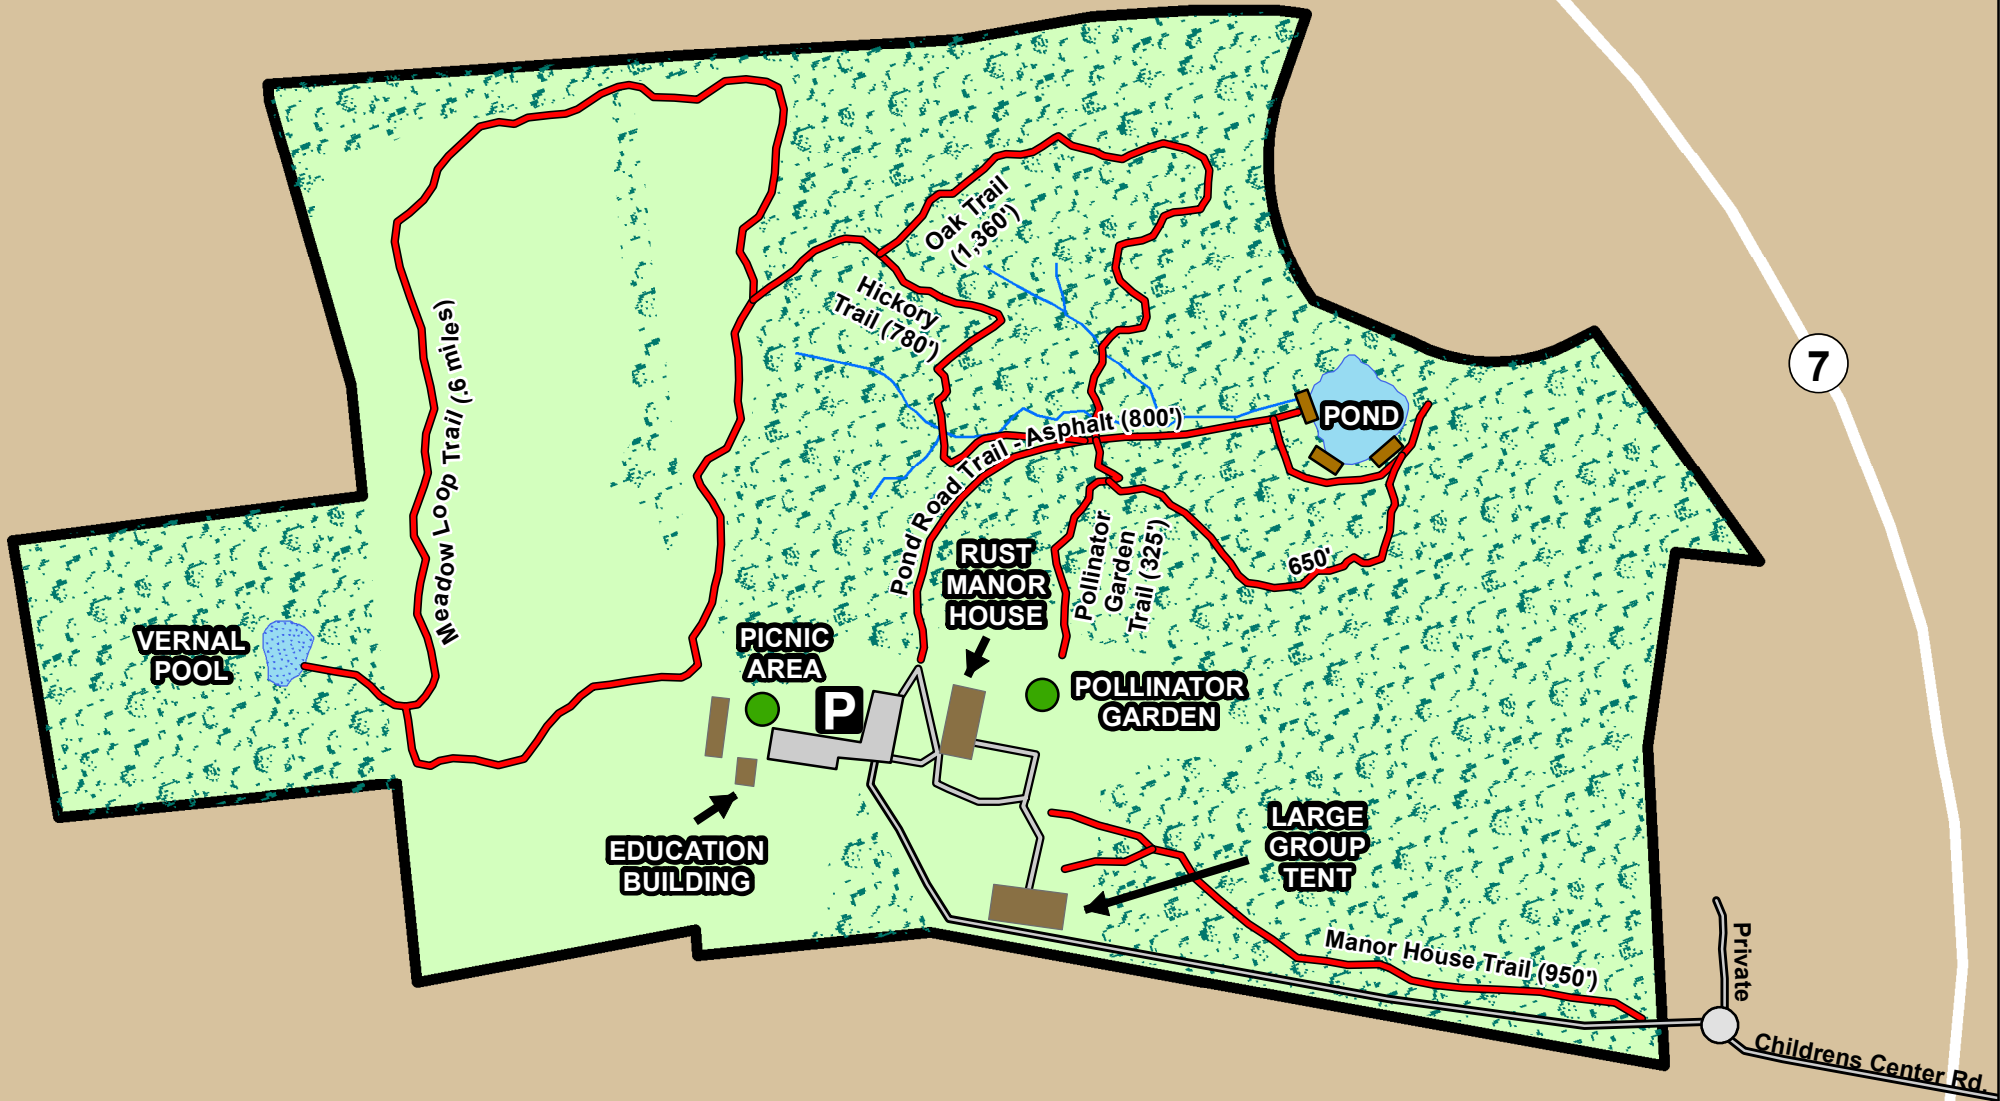 Oak Trail
(1,360')
Hickory
Trail (780')
Meadow Loop Trail (.6 miles)
7
POND
Pond Road Trail - Asphalt (800')
Pollinator
Garden
Trail (325')
650'
RUST
MANOR
HOUSE
VERNAL
POOL
PICNIC
AREA
P
POLLINATOR
GARDEN
EDUCATION
BUILDING
LARGE
GROUP
TENT
Manor House Trail (950')
Private
Childrens Center Rd.